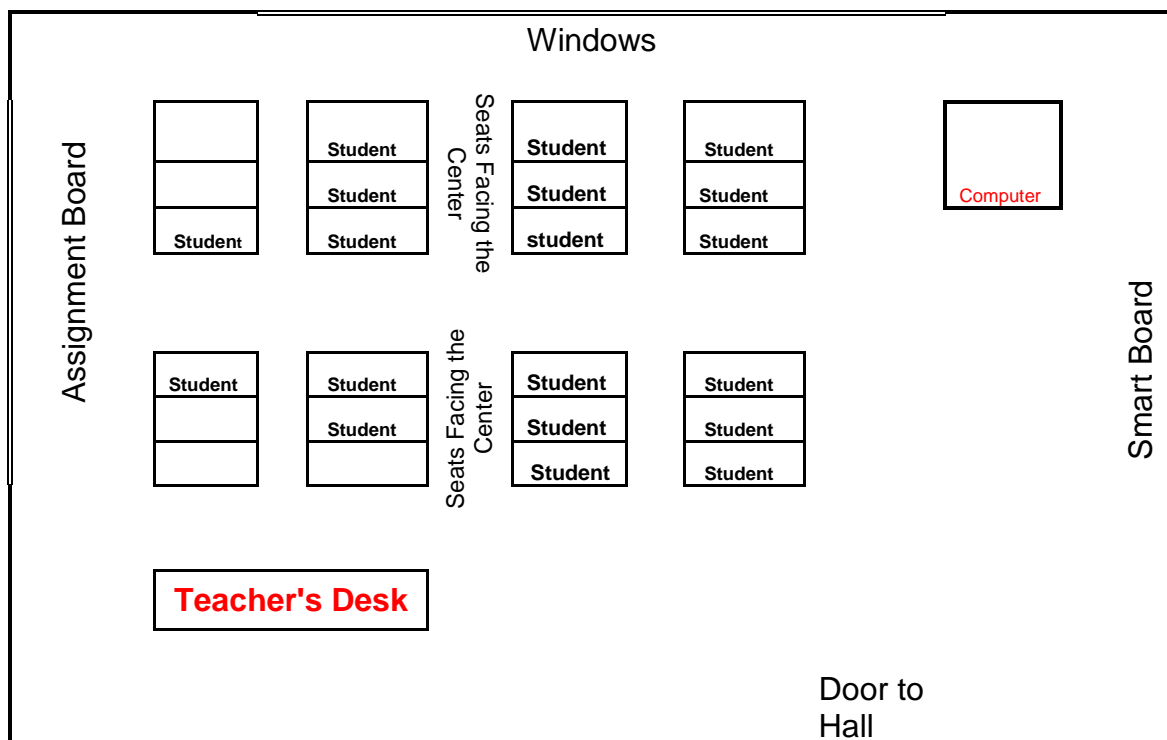 Windows
Assignment Board
Seats Facing the
Center
Student
Student
Student
Student
Student
Student
Student
Student
Student
student
Student
Computer
Smart Board
Seats Facing the
Center
Student
Student
Student
Student
Student
Student
Student
Student
Student
Teacher's Desk
Door to
Hall